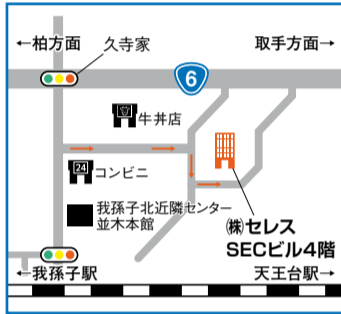 ←柏方面
久寺家
取手方面→
6
牛丼店
24
コンビニ
我孫子北近隣センター
並木本館
㈱セレス
SECビル4階
←我孫子駅
天王台駅→